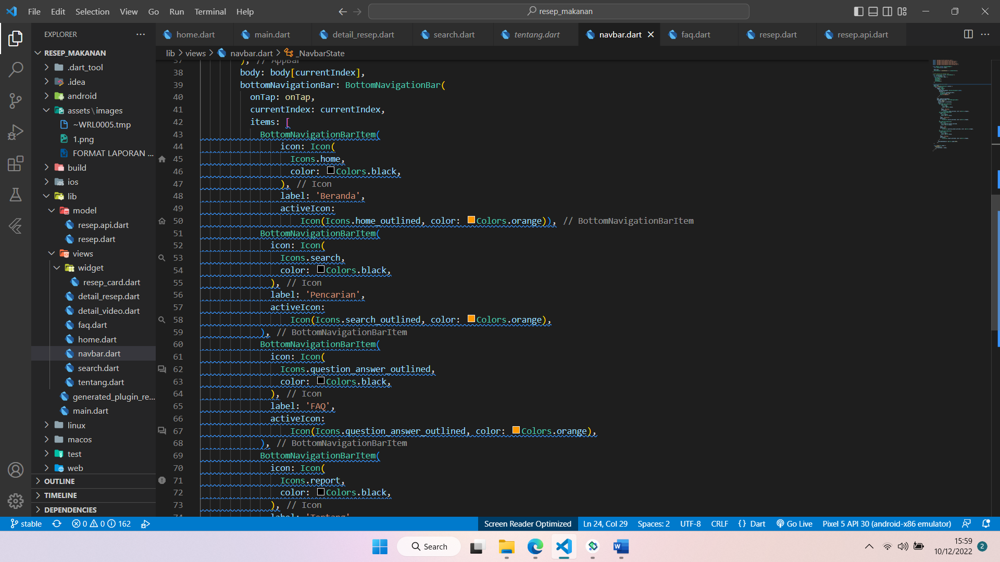 File Edit Selection View Go Run Terminal Help
resep_makanan
EXPLORER
home.dart
main.dart
detail_resep.dart
search.dart
tentang.dart
navbar.dart
faq.dart
resep.dart
resep.api.dart
lib > views > navbar.dart > _NavbarState
RESEP_MAKANAN
.dart_tool
.idea
android
assets\images
~WRL0005.tmp
1.png
FORMAT LAPORAN ...
build
ios
lib
model
resep.api.dart
resep.dart
views
widget
resep_card.dart
detail_resep.dart
detail_video.dart
faq.dart
home.dart
navbar.dart
search.dart
tentang.dart
generated_plugin_re...
main.dart
linux
macos
test
web
OUTLINE
TIMELINE
DEPENDENCIES
37 ), // AppBar
38 body: body[currentIndex],
39 bottomNavigationBar: BottomNavigationBar(
40 onTap: onTap,
41 currentIndex: currentIndex,
42 items: [
43 BottomNavigationBarItem(
44 icon: Icon(
45 Icons.home,
46 color: Colors.black,
47 ), // Icon
48 label: 'Beranda',
49 activeIcon:
50 Icon(Icons.home_outlined, color: Colors.orange)), // BottomNavigationBarItem
51 BottomNavigationBarItem(
52 icon: Icon(
53 Icons.search,
54 color: Colors.black,
55 ), // Icon
56 label: 'Pencarian',
57 activeIcon:
58 Icon(Icons.search_outlined, color: Colors.orange),
59 ), // BottomNavigationBarItem
60 BottomNavigationBarItem(
61 icon: Icon(
62 Icons.question_answer_outlined,
63 color: Colors.black,
64 ), // Icon
65 label: 'FAQ',
66 activeIcon:
67 Icon(Icons.question_answer_outlined, color: Colors.orange),
68 ), // BottomNavigationBarItem
69 BottomNavigationBarItem(
70 icon: Icon(
71 Icons.report,
72 color: Colors.black,
73 ), // Icon
74 label: 'Tentang'
stable 0 0 162 Screen Reader Optimized Ln 24, Col 29 Spaces: 2 UTF-8 CRLF {} Dart Go Live Pixel 5 API 30 (android-x86 emulator)
Search
15:59
10/12/2022
2